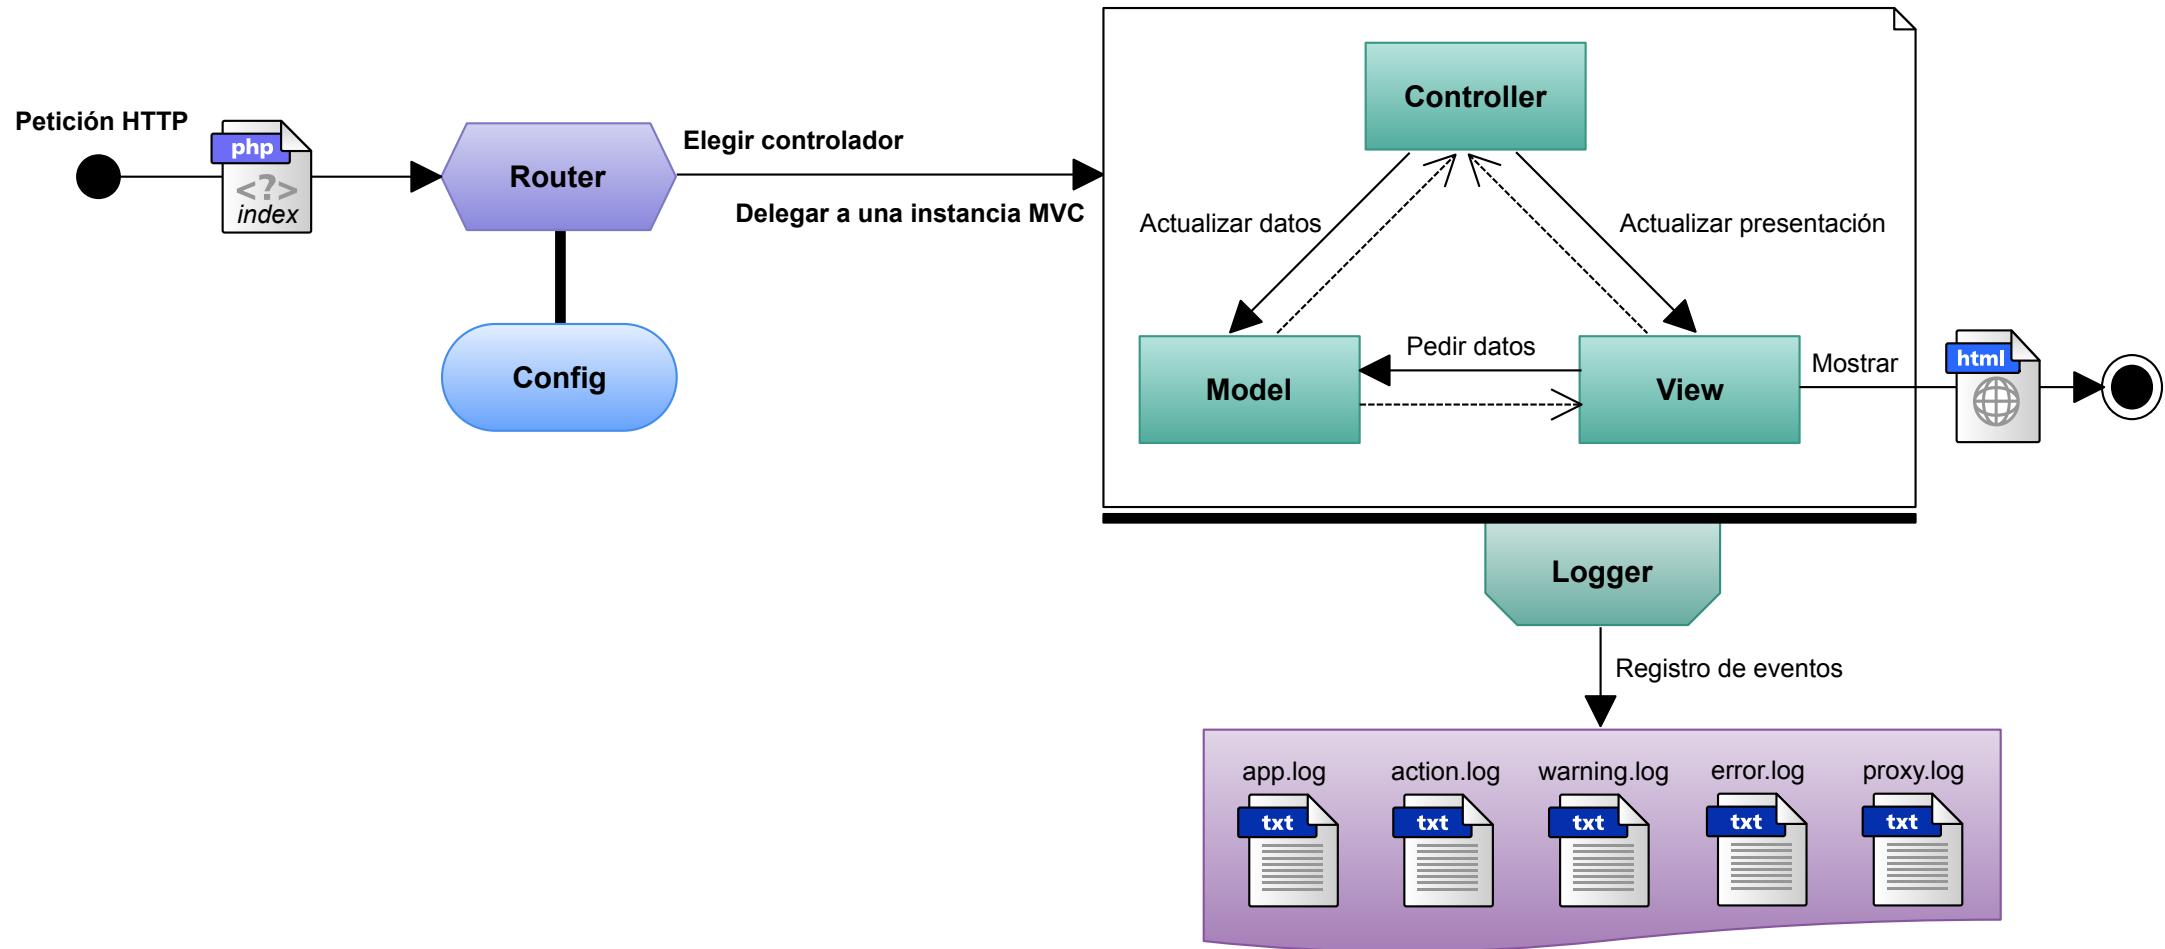 Petición HTTP
php
<?>
index
Router
Elegir controlador
Delegar a una instancia MVC
Config
Controller
Actualizar datos
Actualizar presentación
Pedir datos
Model
View
Mostrar
html
Logger
Registro de eventos
app.log
action.log
warning.log
error.log
proxy.log
txt
txt
txt
txt
txt